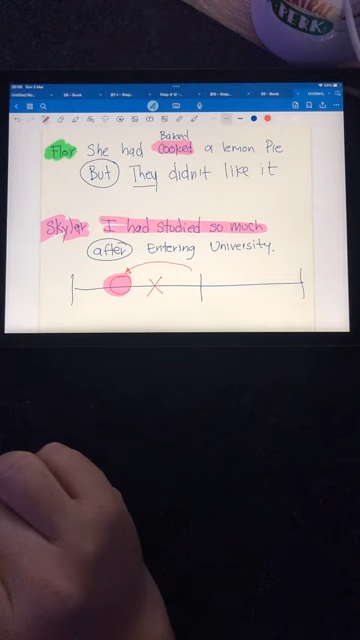 Baked
Flor She had cooked a lemon Pie
But They didn't like it
Skylar I had studied so much
after Entering University.
PERK